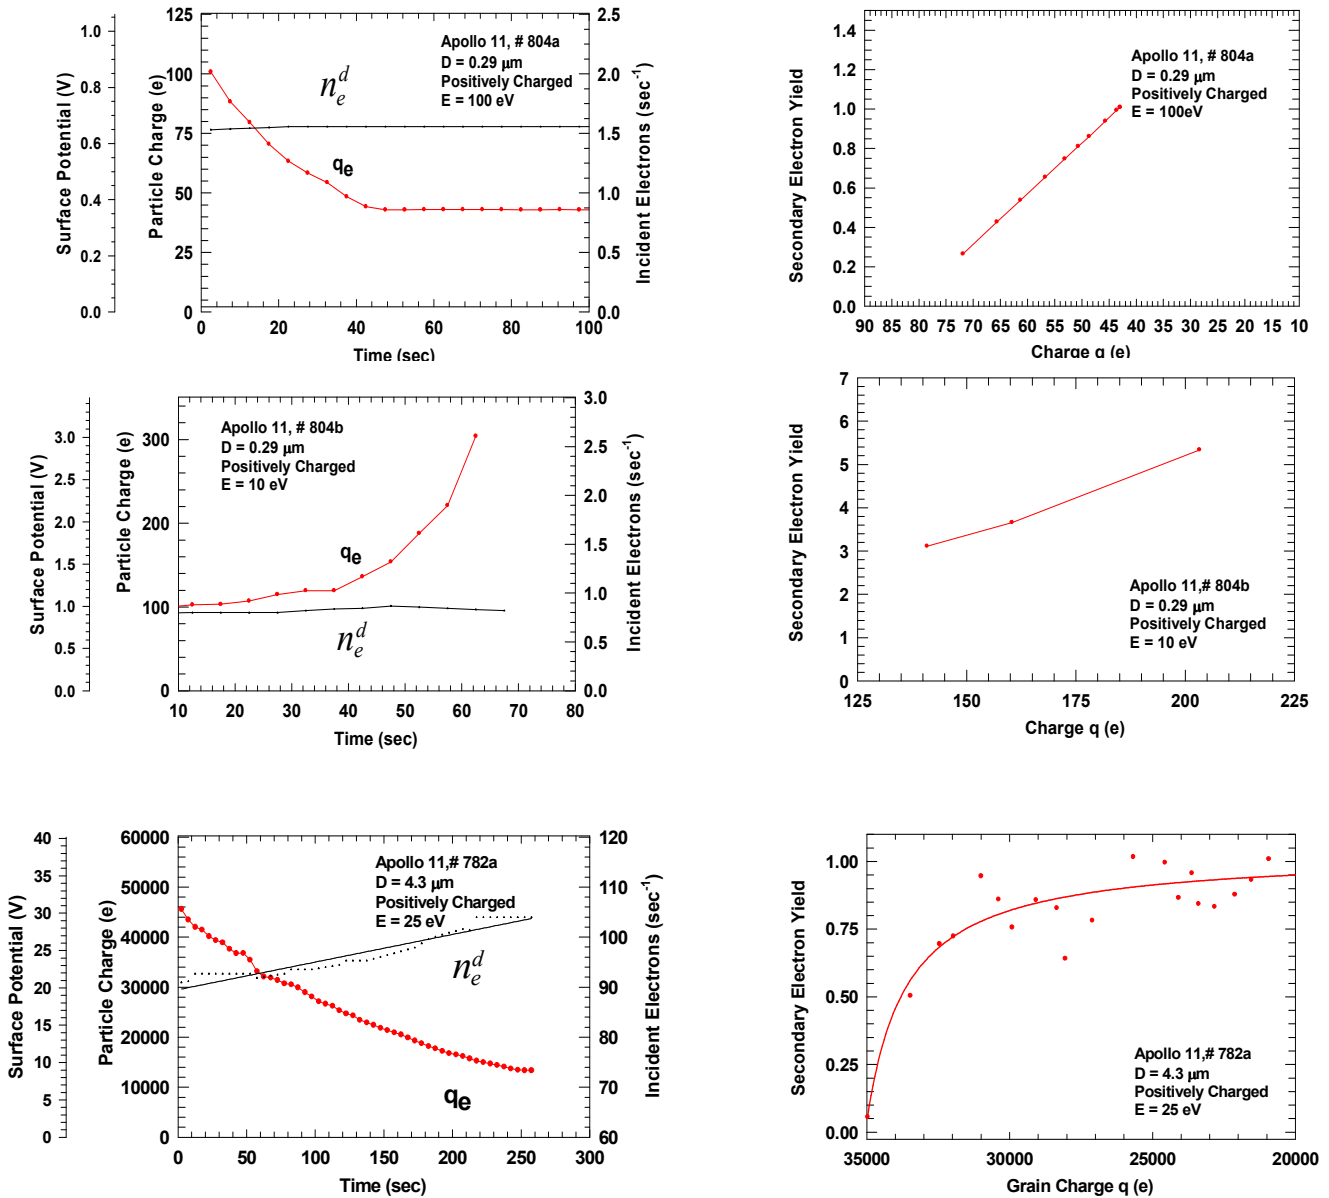 Surface Potential (V)
1.0
0.8
0.6
0.4
0.2
0.0
Particle Charge (e)
125
100
75
50
25
0
Apollo 11, # 804a
D = 0.29 μm
Positively Charged
E = 100 eV
n_e^d
q_e
2.5
2.0
1.5
1.0
0.5
0.0
Incident Electrons (sec⁻¹)
0 20 40 60 80 100
Time (sec)
Secondary Electron Yield
1.4
1.2
1.0
0.8
0.6
0.4
0.2
0.0
Apollo 11, # 804a
D = 0.29 μm
Positively Charged
E = 100eV
90 85 80 75 70 65 60 55 50 45 40 35 30 25 20 15 10
Charge q (e)
Surface Potential (V)
3.0
2.5
2.0
1.5
1.0
0.5
0.0
Particle Charge (e)
300
200
100
0
Apollo 11, # 804b
D = 0.29 μm
Positively Charged
E = 10 eV
q_e
n_e^d
3.0
2.5
2.0
1.5
1.0
0.5
0.0
Incident Electrons (sec⁻¹)
10 20 30 40 50 60 70 80
Time (sec)
Secondary Electron Yield
7
6
5
4
3
2
1
0
Apollo 11,# 804b
D = 0.29 μm
Positively Charged
E = 10 eV
125 150 175 200 225
Charge q (e)
Surface Potential (V)
40
35
30
25
20
15
10
5
0
Particle Charge (e)
60000
50000
40000
30000
20000
10000
0
Apollo 11,# 782a
D = 4.3 μm
Positively Charged
E = 25 eV
n_e^d
q_e
120
110
100
90
80
70
60
Incident Electrons (sec⁻¹)
0 50 100 150 200 250 300
Time (sec)
Secondary Electron Yield
1.00
0.75
0.50
0.25
0.00
Apollo 11,# 782a
D = 4.3 μm
Positively Charged
E = 25 eV
35000 30000 25000 20000
Grain Charge q (e)